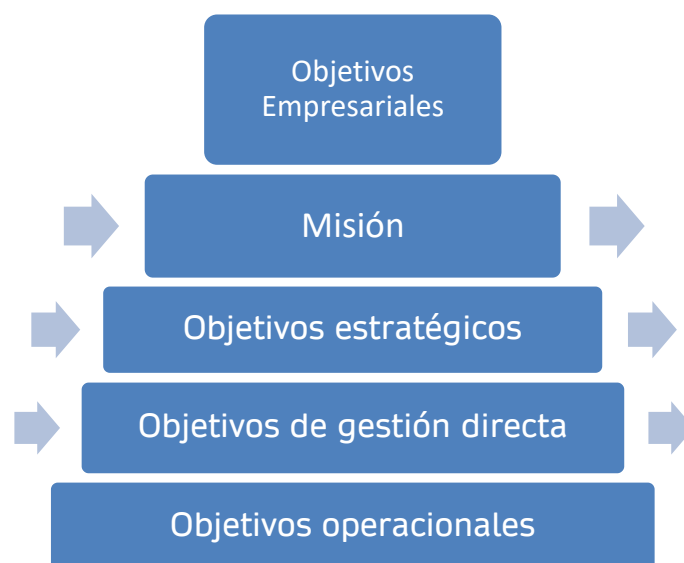 Objetivos
Empresariales
Misión
Objetivos estratégicos
Objetivos de gestión directa
Objetivos operacionales